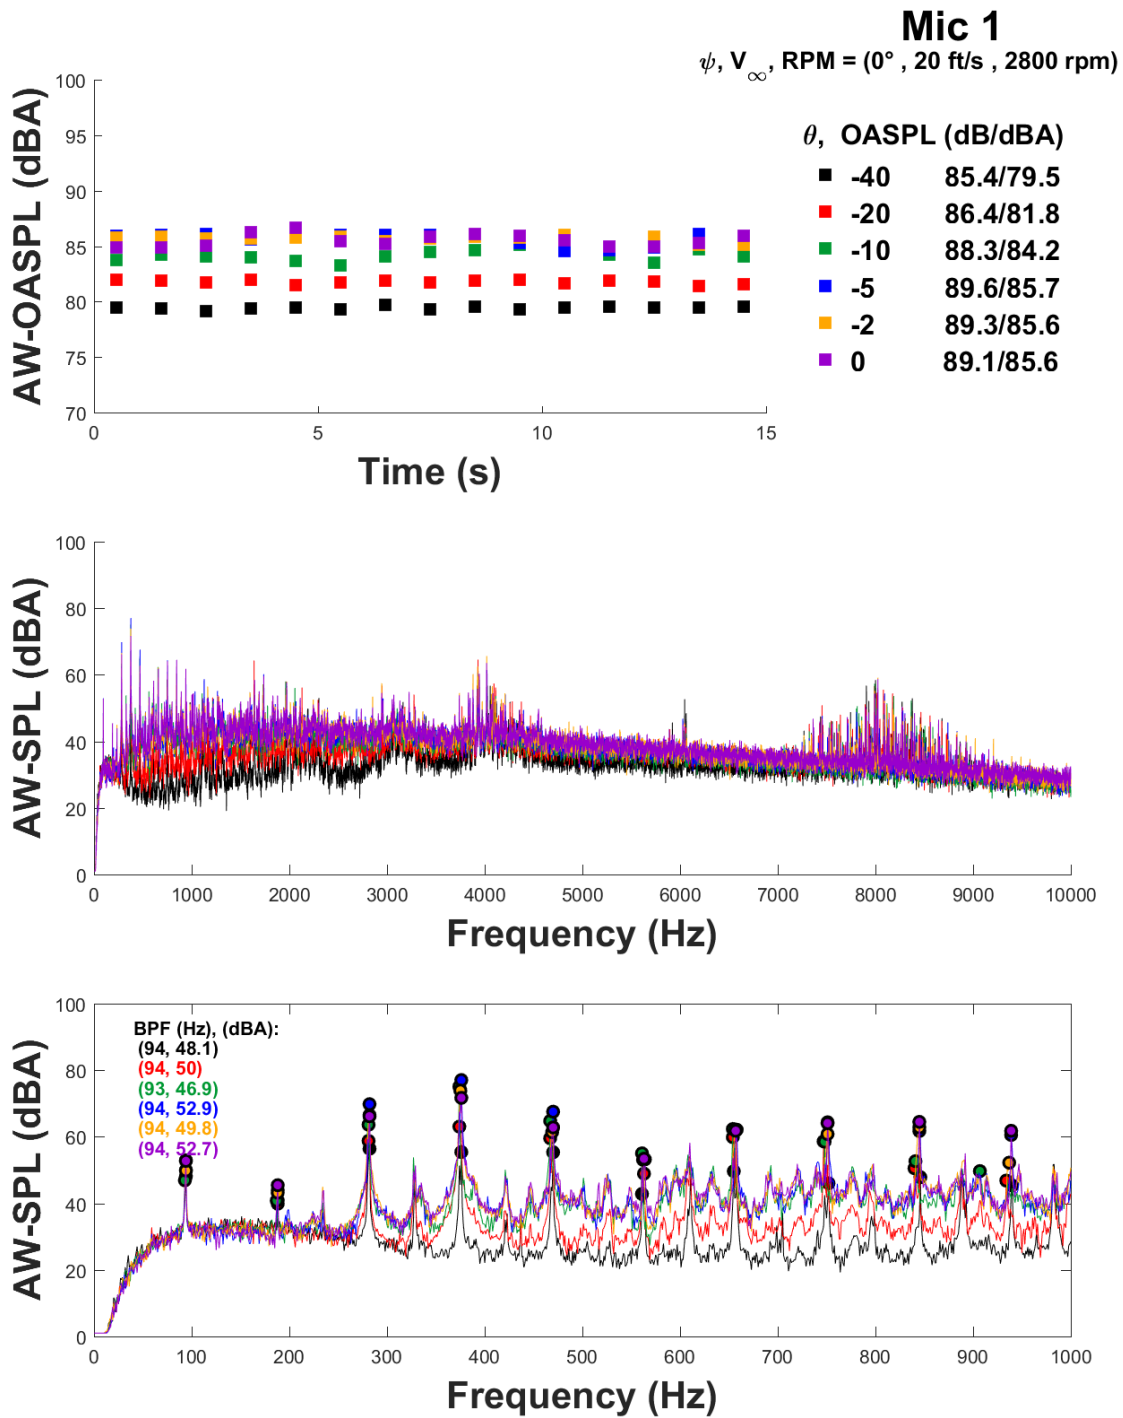 Mic 1
ψ, V∞, RPM = (0° , 20 ft/s , 2800 rpm)
θ, OASPL (dB/dBA)
-40 85.4/79.5
-20 86.4/81.8
-10 88.3/84.2
-5 89.6/85.7
-2 89.3/85.6
0 89.1/85.6
AW-OASPL (dBA)
100
95
90
85
80
75
70
0 5 10 15
Time (s)
AW-SPL (dBA)
100
80
60
40
20
0
0 1000 2000 3000 4000 5000 6000 7000 8000 9000 10000
Frequency (Hz)
AW-SPL (dBA)
100
80
60
40
20
0
BPF (Hz), (dBA):
(94, 48.1)
(94, 50)
(93, 46.9)
(94, 52.9)
(94, 49.8)
(94, 52.7)
0 100 200 300 400 500 600 700 800 900 1000
Frequency (Hz)